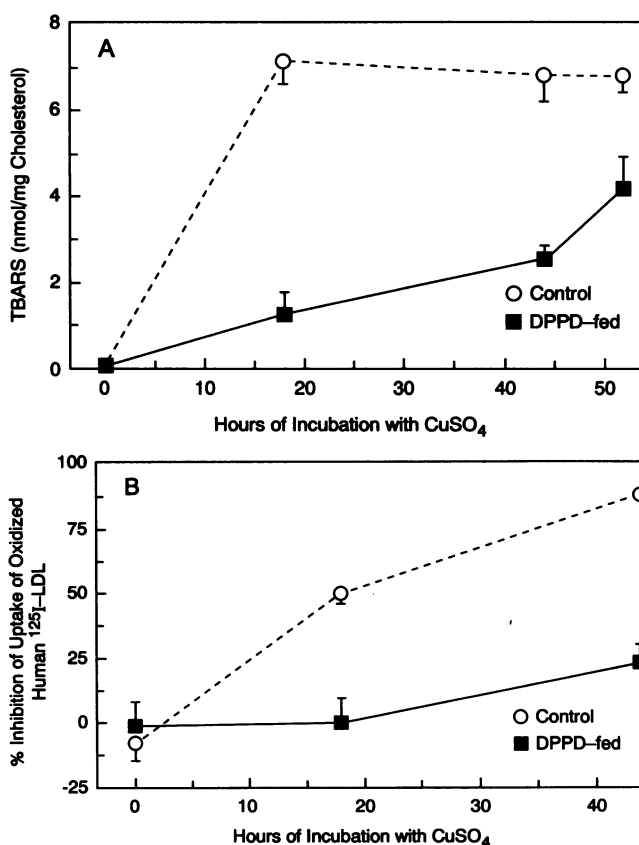 A
TBARS (nmol/mg Cholesterol)
8
6
4
2
0
0 10 20 30 40 50
Control
DPPD–fed
Hours of Incubation with CuSO4
B
% Inhibition of Uptake of Oxidized
Human 125I–LDL
100
75
50
25
0
-25
0 20 30 40
Control
DPPD–fed
Hours of Incubation with CuSO4